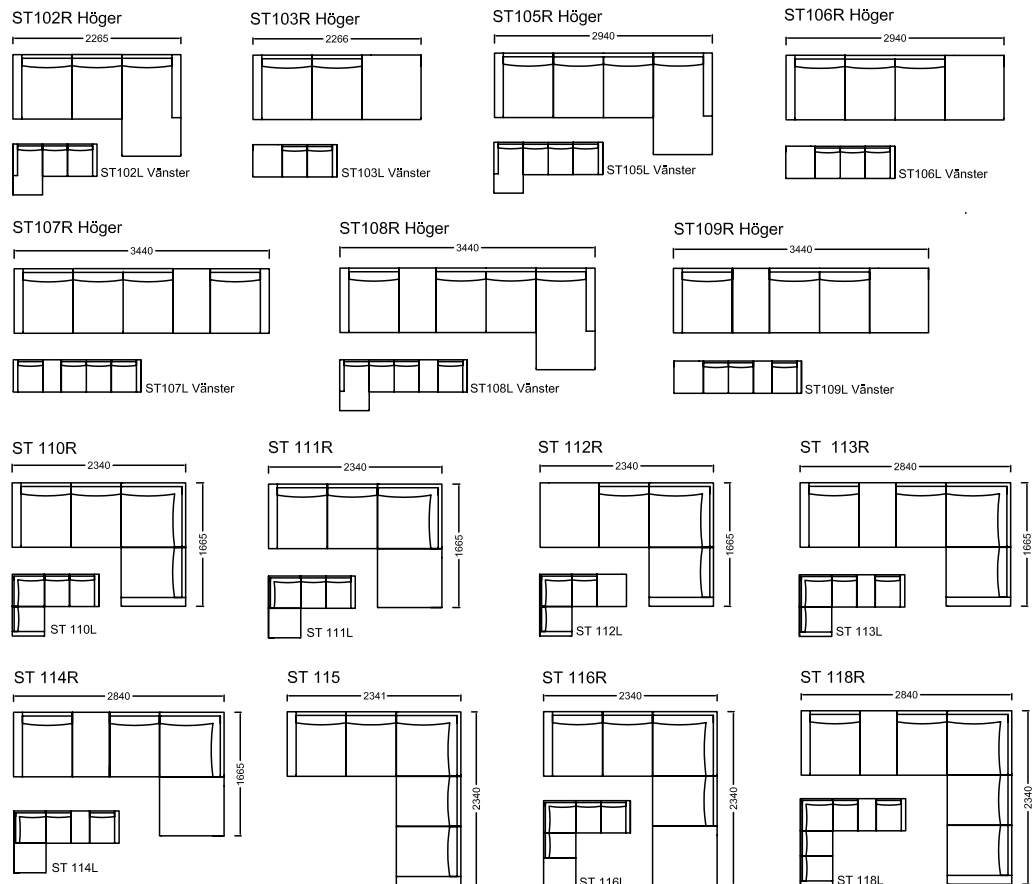 ST102R Höger
2265
ST102L Vänster
ST103R Höger
2266
ST103L Vänster
ST105R Höger
2940
ST105L Vänster
ST106R Höger
2940
ST106L Vänster
ST107R Höger
3440
ST107L Vänster
ST108R Höger
3440
ST108L Vänster
ST109R Höger
3440
ST109L Vänster
ST 110R
2340
1665
ST 110L
ST 111R
2340
1665
ST 111L
ST 112R
2340
1665
ST 112L
ST 113R
2840
1665
ST 113L
ST 114R
2840
1665
ST 114L
ST 115
2341
2340
ST 116R
2340
2340
ST 116L
ST 118R
2840
2340
ST 118L